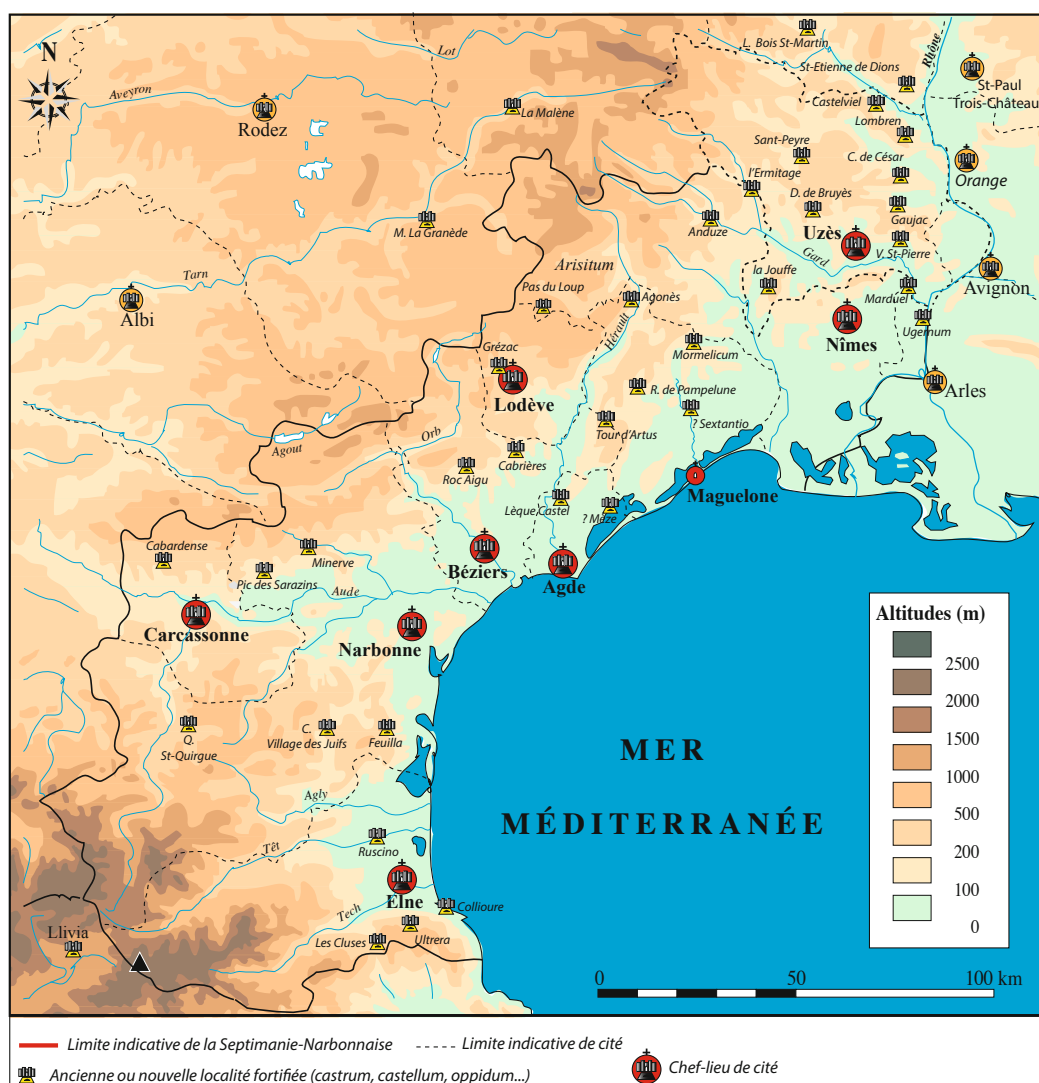 N
Lot
L. Bois St-Martin
Rhône
St-Etienne de Dions
St-Paul
Trois-Château
Aveyron
Rodez
La Malène
Castelviel
Lombren
Sant-Peyre
C. de César
Orange
l'Ermitage
D. de Bruyès
Gaujac
M. La Granède
Anduze
Uzès
V. St-Pierre
Gard
Arisitum
Tarn
Albi
Pas du Loup
Agonès
la Jouffe
Marduel
Avignon
Ugernum
Nîmes
Hérault
Mormelicum
Grézac
Lodève
R. de Pampelune
Arles
? Sextantio
Tour d'Artus
Orb
Agout
Cabrières
Roc Aigu
Maguelone
Lèque Castel
? Mèze
Cabardense
Minerve
Pic des Sarazins
Béziers
Agde
Aude
Carcassonne
Narbonne
Altitudes (m)
2500
2000
1500
1000
500
200
100
0
Q.
St-Quirgue
C.
Village des Juifs
Feuilla
MER
MÉDITERRANÉE
Agly
Têt
Ruscino
Elne
Tech
Collioure
Llivia
Les Cluses
Ultrera
0 50 100 km
Limite indicative de la Septimanie-Narbonnaise
Limite indicative de cité
Ancienne ou nouvelle localité fortifiée (castrum, castellum, oppidum...)
Chef-lieu de cité